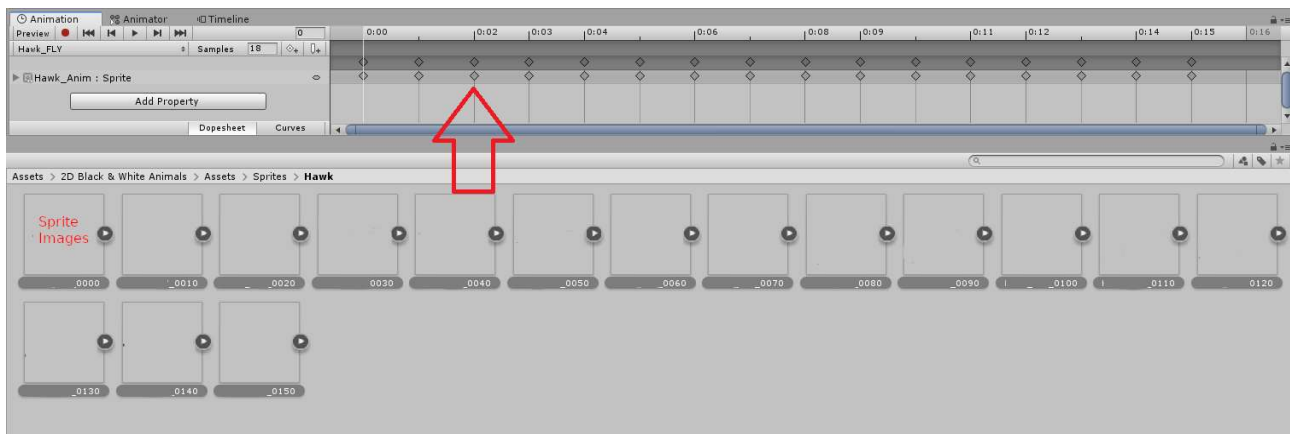 Animation Animator Timeline
Preview 0 0:00 0:02 0:03 0:04 0:06 0:08 0:09 0:11 0:12 0:14 0:15 0:16
Hawk_FLY Samples 18
Hawk_Anim : Sprite
Add Property
Dopesheet Curves
Assets > 2D Black & White Animals > Assets > Sprites > Hawk
Sprite
Images
_0000 _0010 _0020 0030 _0040 _0050 _0060 _0070 _0080 _0090 _0100 _0110 0120
_0130 _0140 _0150